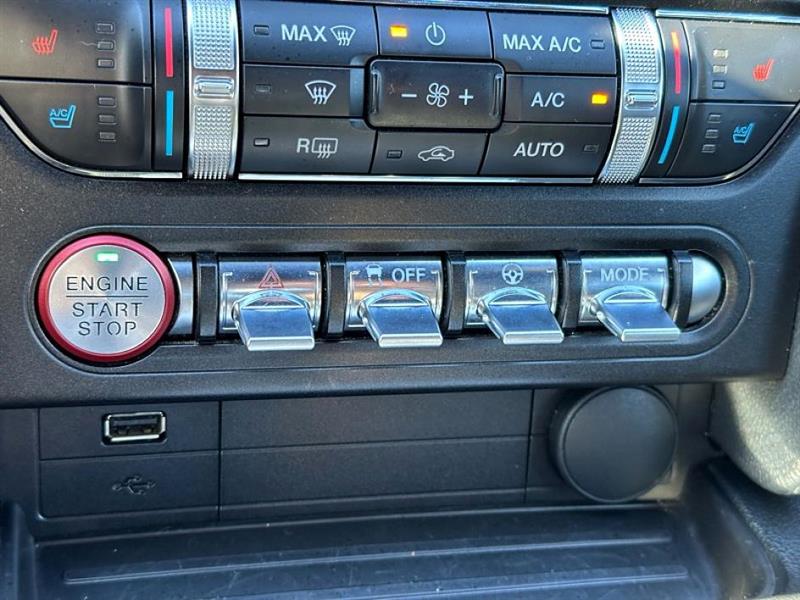 MAX
MAX A/C
A/C
A/C
A/C
R
AUTO
ENGINE
START
STOP
OFF
MODE